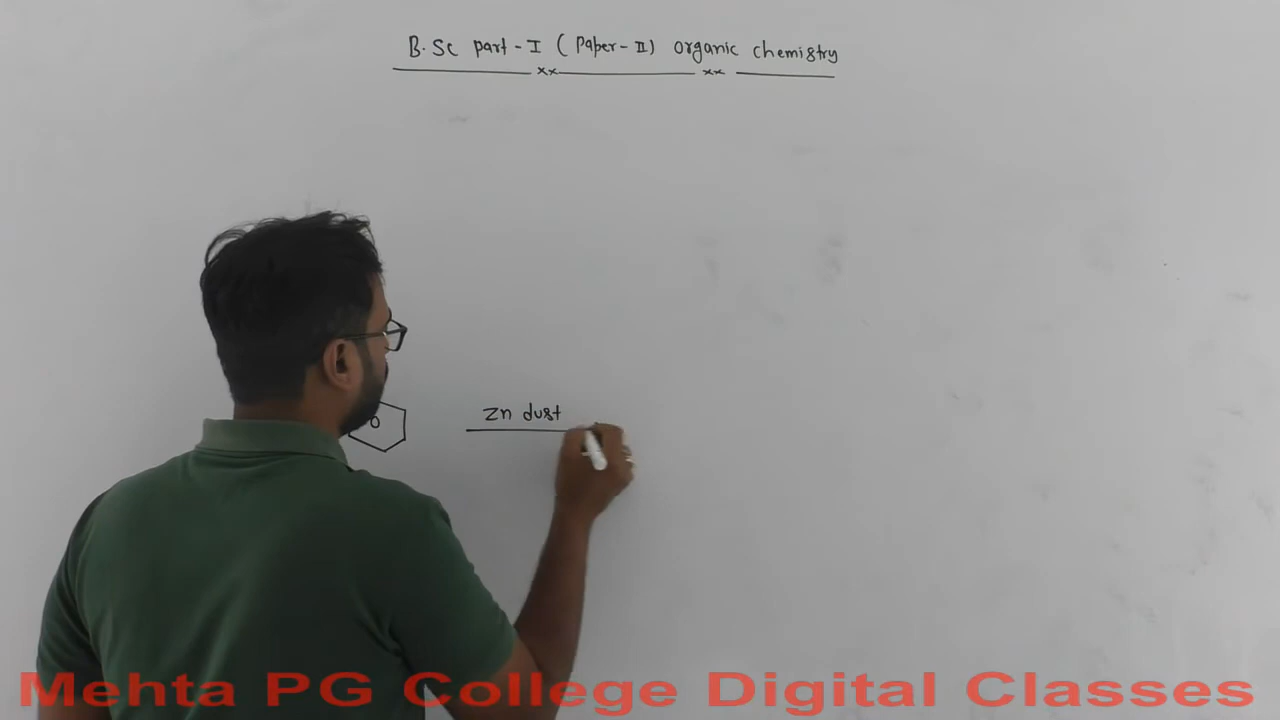 B.Sc part-I (Paper-II) organic chemistry
xx xx
Zn dust
Mehta PG College Digital Classes